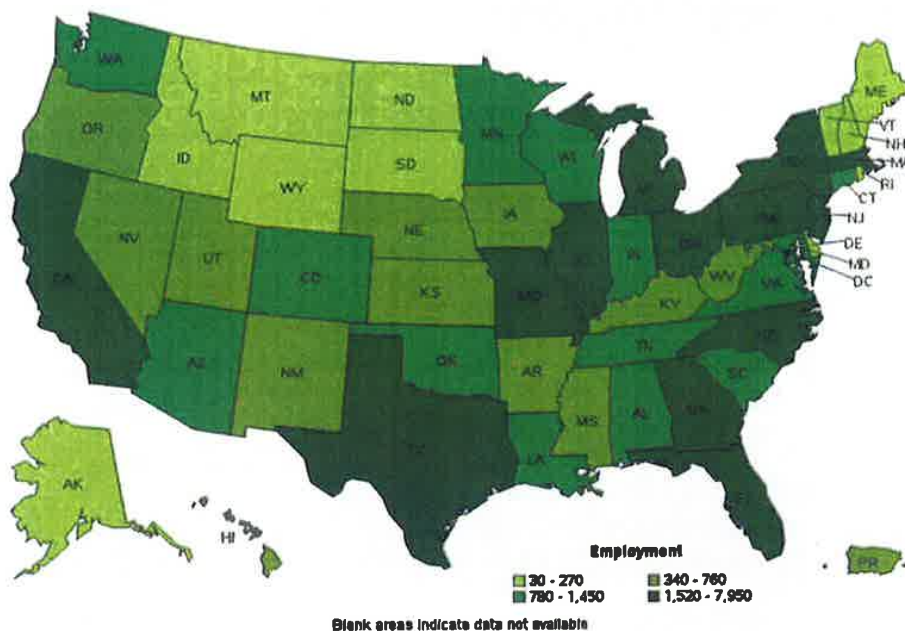 WA
ME
MT
ND
MN
VT
OR
NH
ID
SD
WI
MA
WY
MI
RI
CT
IA
PA
NJ
NE
NV
OH
DE
UT
IN
MD
CO
WV
DC
CA
VA
KS
MO
KY
NC
TN
AZ
OK
NM
AR
SC
MS
AL
GA
TX
LA
AK
HI
Employment
30 - 270
340 - 760
PR
780 - 1,450
1,520 - 7,950
Blank areas indicate data not available